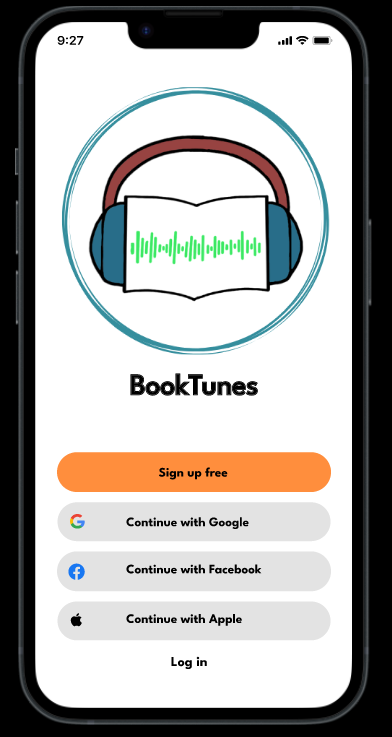 9:27
BookTunes
Sign up free
Continue with Google
Continue with Facebook
Continue with Apple
Log in